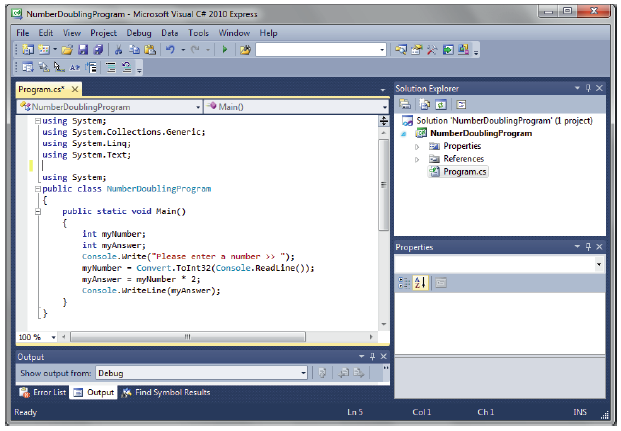 NumberDoublingProgram - Microsoft Visual C# 2010 Express
File Edit View Project Debug Data Tools Window Help
Program.cs*
NumberDoublingProgram
Main()
using System;
using System.Collections.Generic;
using System.Linq;
using System.Text;
using System;
public class NumberDoublingProgram
{
public static void Main()
{
int myNumber;
int myAnswer;
Console.Write("Please enter a number >> ");
myNumber = Convert.ToInt32(Console.ReadLine());
myAnswer = myNumber * 2;
Console.WriteLine(myAnswer);
}
}
100 %
Solution Explorer
Solution 'NumberDoublingProgram' (1 project)
NumberDoublingProgram
Properties
References
Program.cs
Properties
Output
Show output from: Debug
Error List Output Find Symbol Results
Ready Ln 5 Col 1 Ch 1 INS